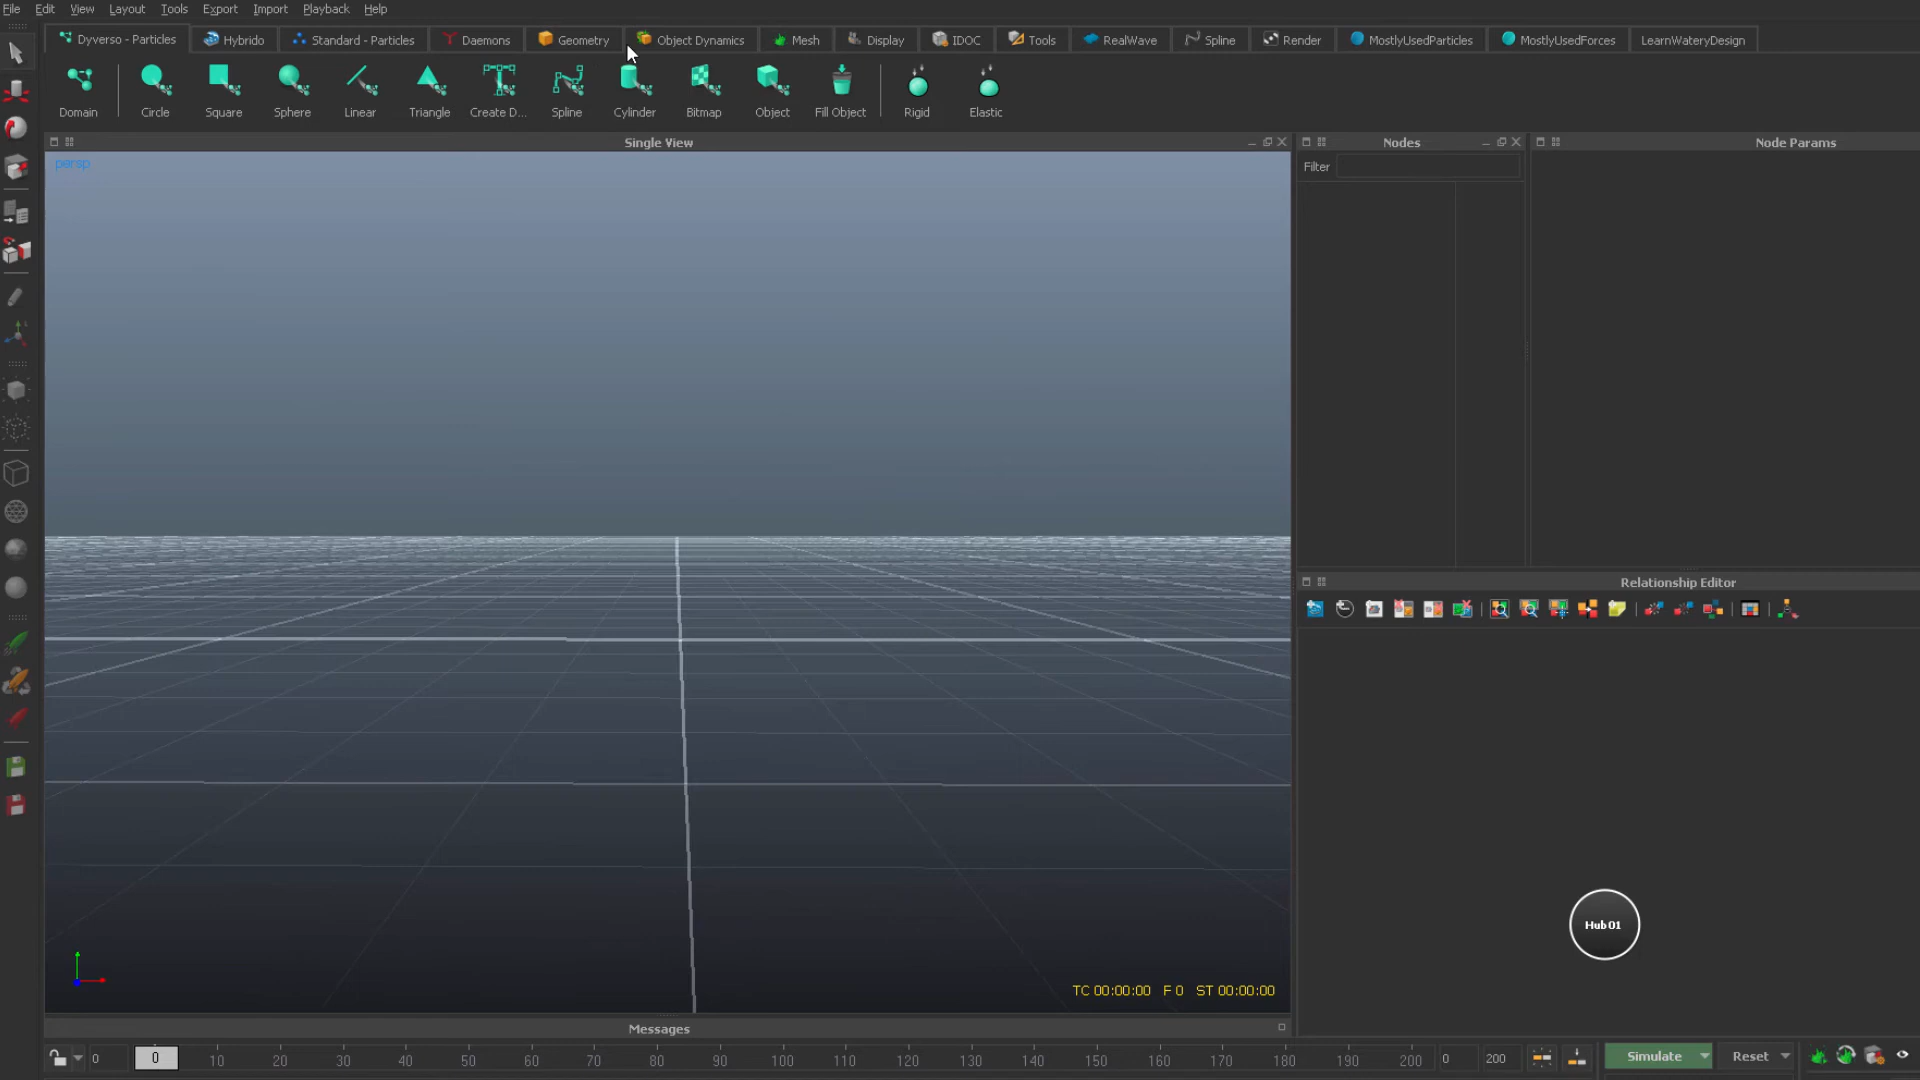 File Edit View Layout Tools Export Import Playback Help
Dyverso - Particles Hybrido Standard - Particles Daemons Geometry Object Dynamics Mesh Display IDOC Tools RealWave Spline Render MostlyUsedParticles MostlyUsedForces LearnWateryDesign
Domain Circle Square Sphere Linear Triangle Create D... Spline Cylinder Bitmap Object Fill Object Rigid Elastic
Single View Nodes Node Params
persp
Filter
Relationship Editor
Hub01
TC 00:00:00 F 0 ST 00:00:00
Messages
0 0 10 20 30 40 50 60 70 80 90 100 110 120 130 140 150 160 170 180 190 200 0 200 Simulate Reset